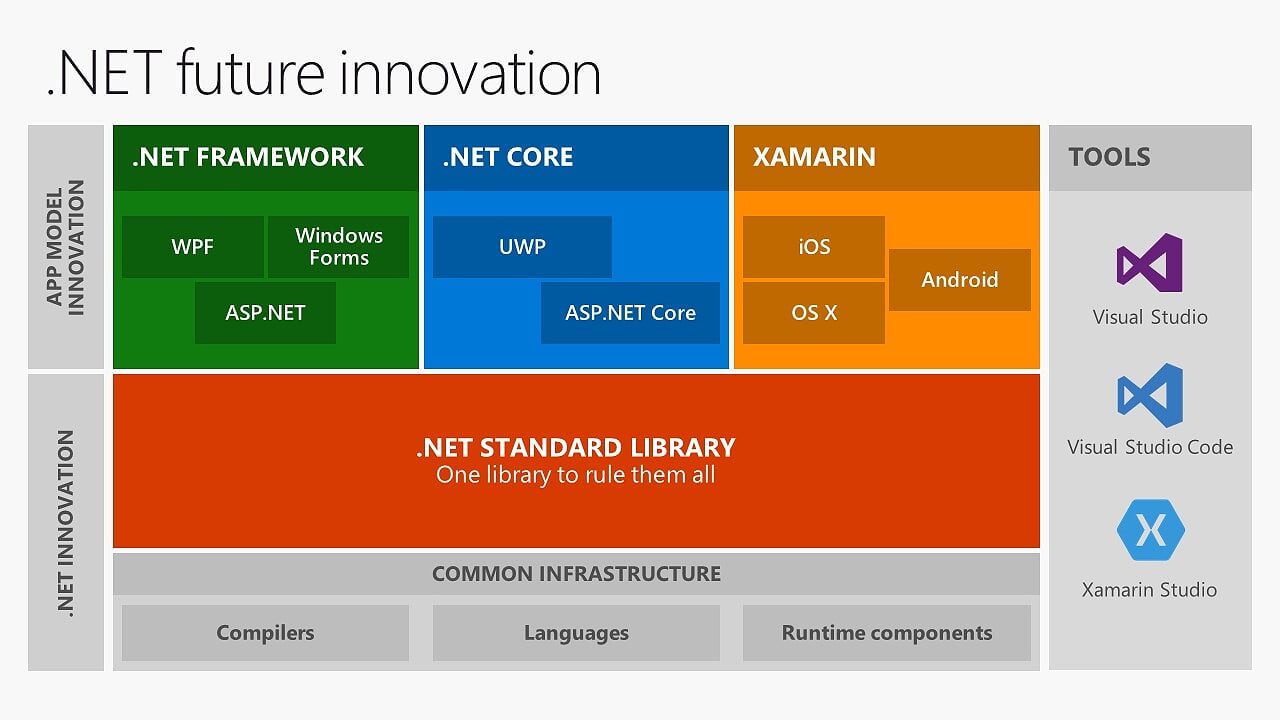 .NET future innovation
APP MODEL
INNOVATION
.NET FRAMEWORK
WPF
Windows
Forms
ASP.NET
.NET CORE
UWP
ASP.NET Core
XAMARIN
iOS
Android
OS X
TOOLS
Visual Studio
Visual Studio Code
Xamarin Studio
.NET INNOVATION
.NET STANDARD LIBRARY
One library to rule them all
COMMON INFRASTRUCTURE
Compilers
Languages
Runtime components